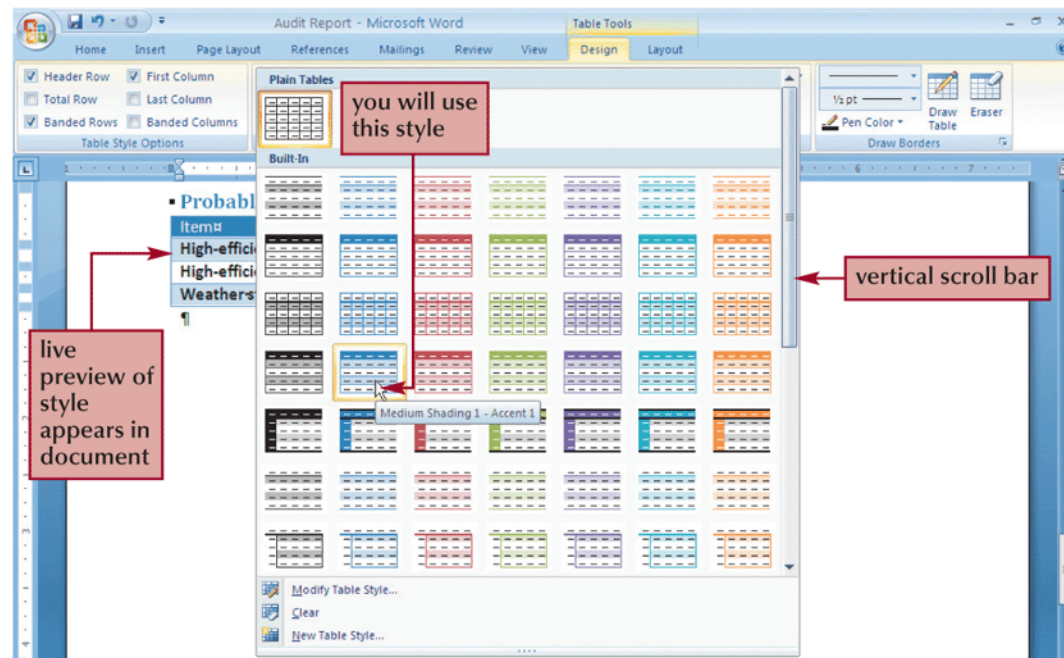 Audit Report - Microsoft Word
Table Tools
Home Insert Page Layout References Mailings Review View Design Layout
Header Row First Column
Total Row Last Column
Banded Rows Banded Columns
Table Style Options
Plain Tables
you will use
this style
Built-In
½ pt
Pen Color
Draw
Table
Eraser
Draw Borders
1 6 7
Probabl
Item¤
High-effici
High-effici
Weather·s
¶
live
preview of
style
appears in
document
vertical scroll bar
Medium Shading 1 - Accent 1
Modify Table Style...
Clear
New Table Style...